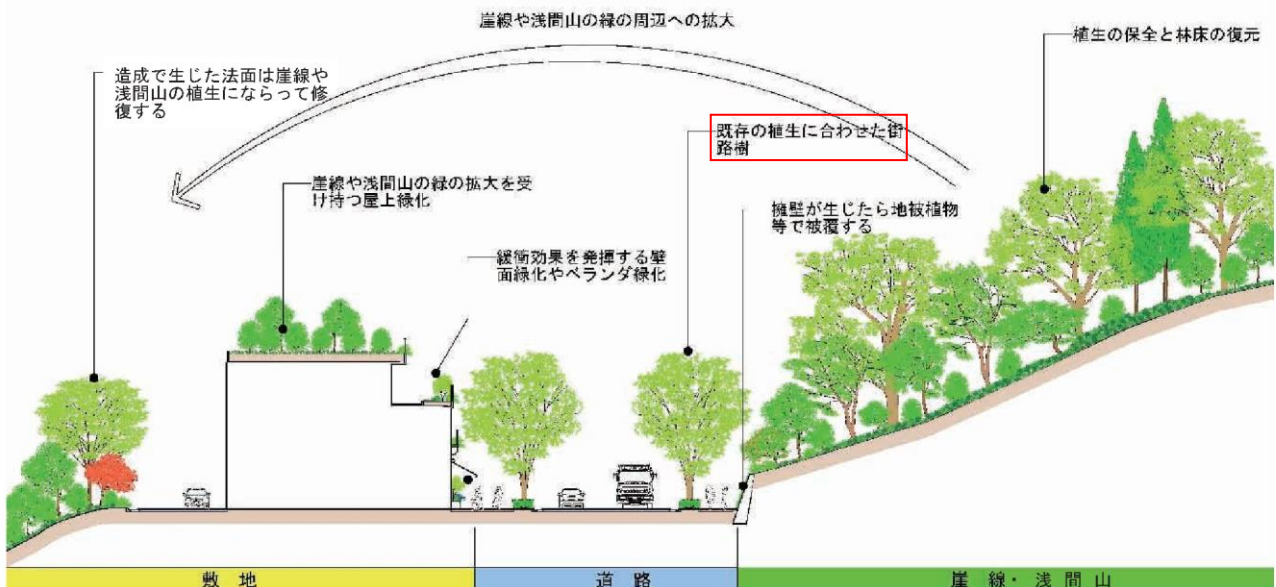 崖線や浅間山の緑の周辺への拡大
植生の保全と林床の復元
造成で生じた法面は崖線や
浅間山の植生にならって修
復する
既存の植生に合わせた街
路樹
崖線や浅間山の緑の拡大を受
け持つ屋上緑化
擁壁が生じたら地被植物
等で被覆する
緩衝効果を発揮する壁
面緑化やベランダ緑化
敷地
道路
崖線・浅間山